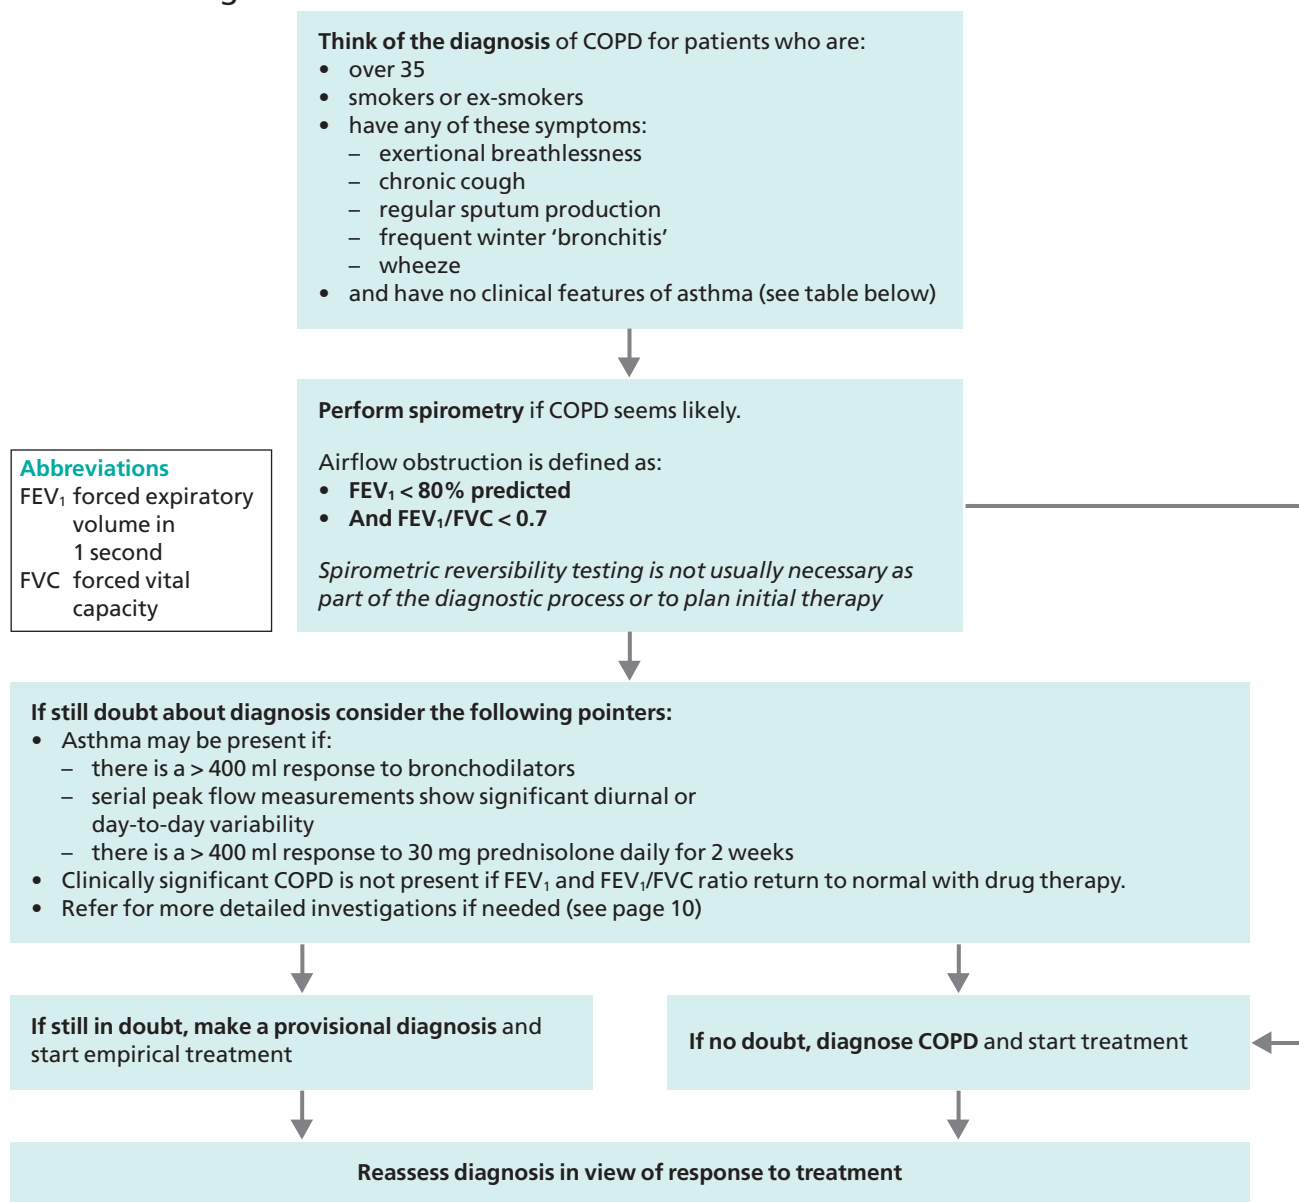 Think of the diagnosis of COPD for patients who are:
• over 35
• smokers or ex-smokers
• have any of these symptoms:
– exertional breathlessness
– chronic cough
– regular sputum production
– frequent winter ‘bronchitis’
– wheeze
• and have no clinical features of asthma (see table below)
Perform spirometry if COPD seems likely.
Airflow obstruction is defined as:
• FEV₁ < 80% predicted
• And FEV₁/FVC < 0.7
Spirometric reversibility testing is not usually necessary as
part of the diagnostic process or to plan initial therapy
Abbreviations
FEV₁ forced expiratory
volume in
1 second
FVC forced vital
capacity
If still doubt about diagnosis consider the following pointers:
• Asthma may be present if:
– there is a > 400 ml response to bronchodilators
– serial peak flow measurements show significant diurnal or
day-to-day variability
– there is a > 400 ml response to 30 mg prednisolone daily for 2 weeks
• Clinically significant COPD is not present if FEV₁ and FEV₁/FVC ratio return to normal with drug therapy.
• Refer for more detailed investigations if needed (see page 10)
If still in doubt, make a provisional diagnosis and
start empirical treatment
If no doubt, diagnose COPD and start treatment
Reassess diagnosis in view of response to treatment